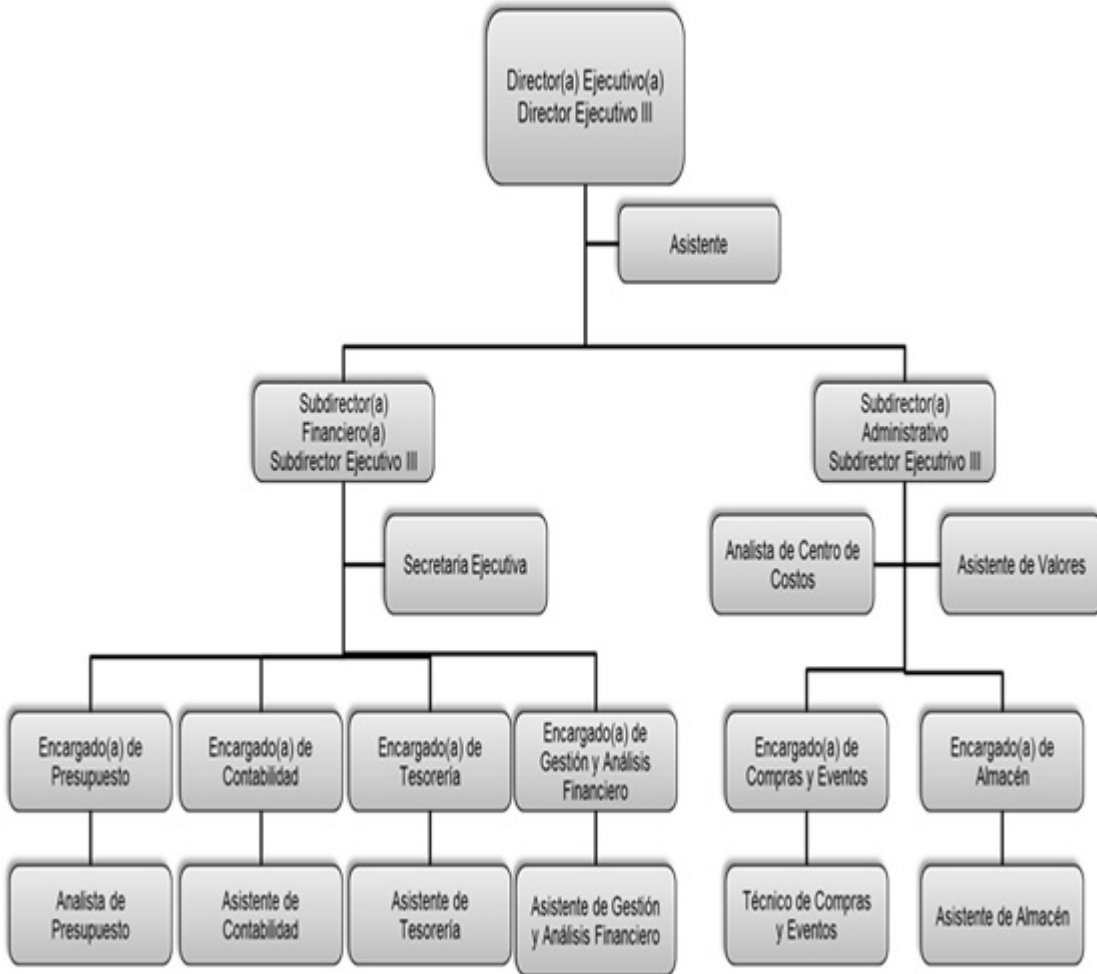 Director(a) Ejecutivo(a)
Director Ejecutivo III
Asistente
Subdirector(a)
Financiero(a)
Subdirector Ejecutivo III
Subdirector(a)
Administrativo
Subdirector Ejecutrivo III
Secretaria Ejecutiva
Analista de Centro de
Costos
Asistente de Valores
Encargado(a) de
Presupuesto
Encargado(a) de
Contabilidad
Encargado(a) de
Tesorería
Encargado(a) de
Gestión y Análisis
Financiero
Encargado(a) de
Compras y Eventos
Encargado(a) de
Almacén
Analista de
Presupuesto
Asistente de
Contabilidad
Asistente de
Tesorería
Asistente de Gestión
y Análisis Financiero
Técnico de Compras
y Eventos
Asistente de Almacén